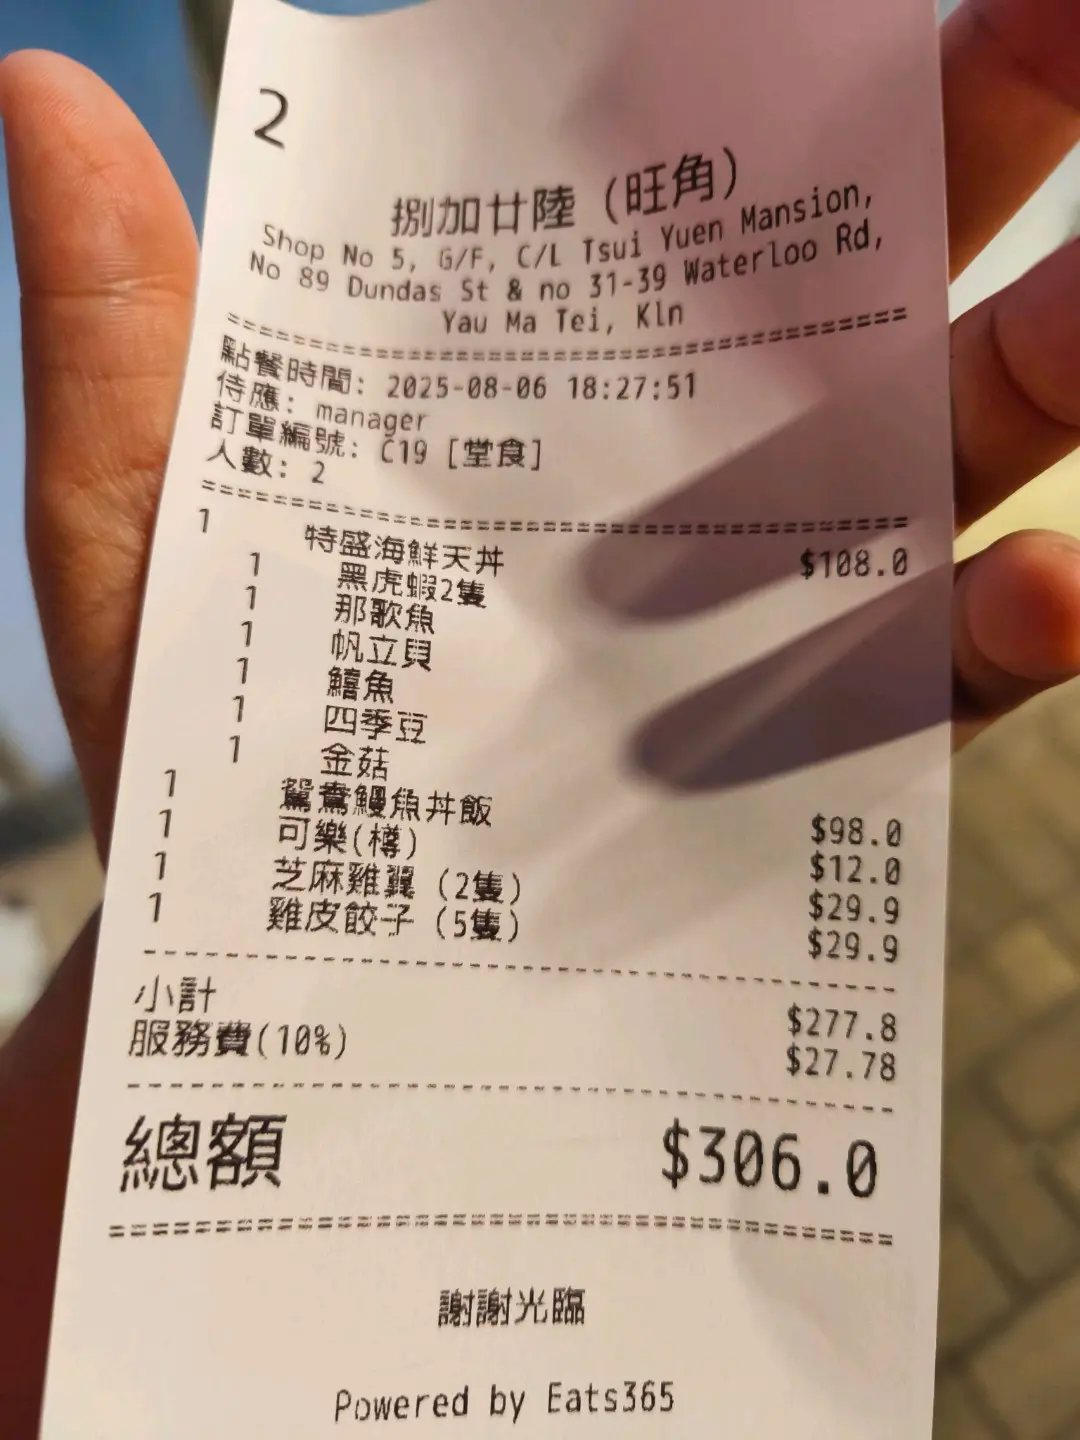 2
捌加廿陸 (旺角)
Shop No 5, G/F, C/L Tsui Yuen Mansion,
No 89 Dundas St & no 31-39 Waterloo Rd,
Yau Ma Tei, Kln
點餐時間: 2025-08-06 18:27:51
侍應: manager
訂單編號: C19 [堂食]
人數: 2
1 特盛海鮮天丼 $108.0
1 黑虎蝦2隻
1 那歌魚
1 帆立貝
1 鱚魚
1 四季豆
1 金菇
1 鴛鴦鰻魚丼飯 $98.0
1 可樂(樽) $12.0
1 芝麻雞翼 (2隻) $29.9
1 雞皮餃子 (5隻) $29.9
小計 $277.8
服務費(10%) $27.78
總額 $306.0
謝謝光臨
Powered by Eats365